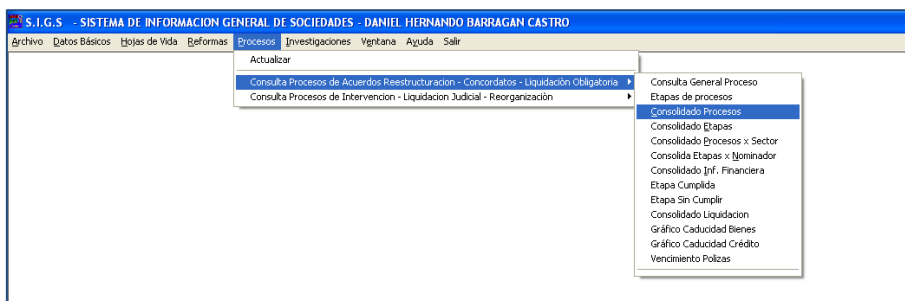 S.I.G.S - SISTEMA DE INFORMACION GENERAL DE SOCIEDADES - DANIEL HERNANDO BARRAGAN CASTRO
Archivo Datos Básicos Hojas de Vida Reformas Procesos Investigaciones Ventana Ayuda Salir
Actualizar
Consulta Procesos de Acuerdos Reestructuracion - Concordatos - Liquidaciòn Obligatoria
Consulta Procesos de Intervencion - Liquidacion Judicial - Reorganizaciòn
Consulta General Proceso
Etapas de procesos
Consolidado Procesos
Consolidado Etapas
Consolidado Procesos x Sector
Consolida Etapas x Nominador
Consolidado Inf. Financiera
Etapa Cumplida
Etapa Sin Cumplir
Consolidado Liquidacion
Gráfico Caducidad Bienes
Gráfico Caducidad Crédito
Vencimiento Polizas